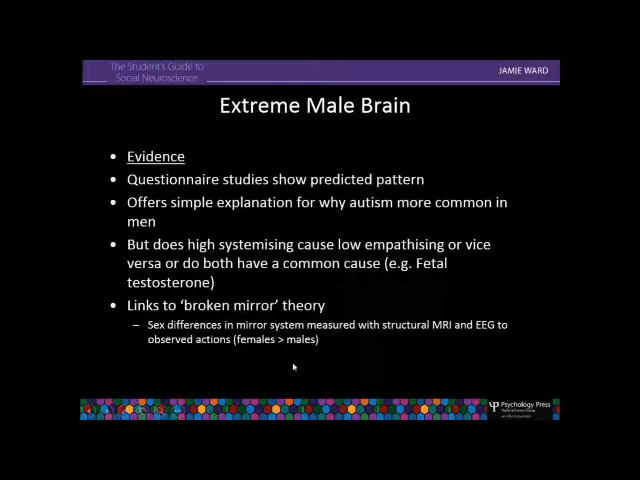 The Student's Guide to
Social Neuroscience
JAMIE WARD
Extreme Male Brain
• Evidence
• Questionnaire studies show predicted pattern
• Offers simple explanation for why autism more common in
men
• But does high systemising cause low empathising or vice
versa or do both have a common cause (e.g. Fetal
testosterone)
• Links to ‘broken mirror’ theory
– Sex differences in mirror system measured with structural MRI and EEG to
observed actions (females > males)
Psychology Press